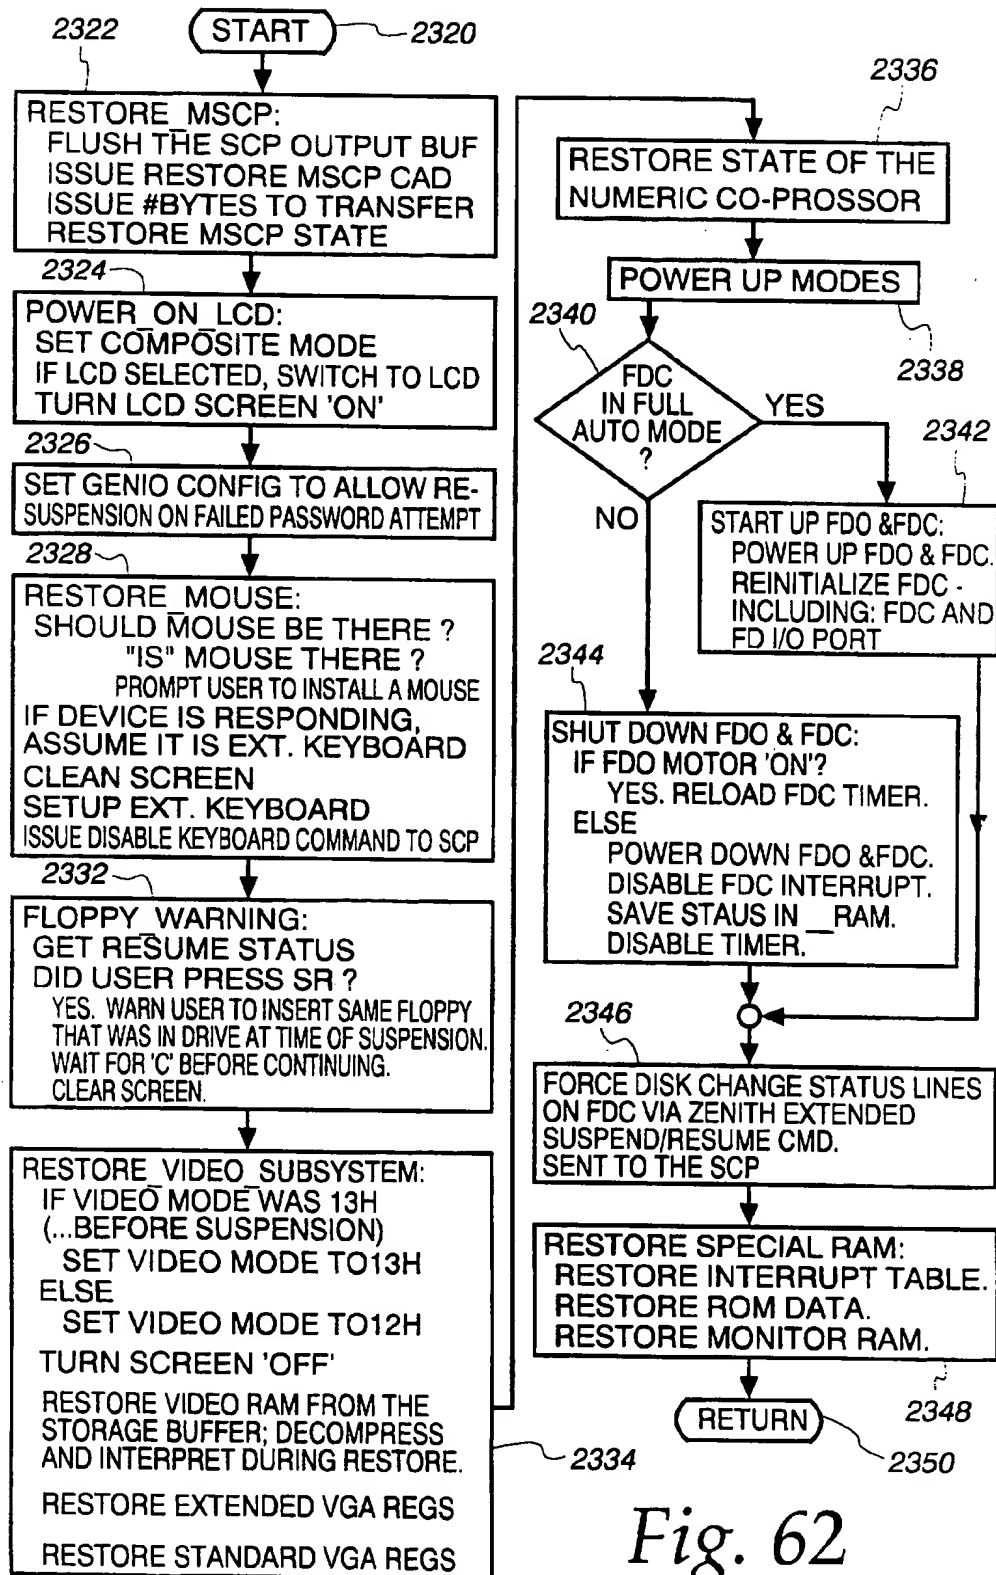 START
2320
2322
RESTORE_MSCP:
FLUSH THE SCP OUTPUT BUF
ISSUE RESTORE MSCP CAD
ISSUE #BYTES TO TRANSFER
RESTORE MSCP STATE
2324
POWER_ON_LCD:
SET COMPOSITE MODE
IF LCD SELECTED, SWITCH TO LCD
TURN LCD SCREEN 'ON'
2326
SET GENIO CONFIG TO ALLOW RE-
SUSPENSION ON FAILED PASSWORD ATTEMPT
2328
RESTORE_MOUSE:
SHOULD MOUSE BE THERE ?
"IS" MOUSE THERE ?
PROMPT USER TO INSTALL A MOUSE
IF DEVICE IS RESPONDING,
ASSUME IT IS EXT. KEYBOARD
CLEAN SCREEN
SETUP EXT. KEYBOARD
ISSUE DISABLE KEYBOARD COMMAND TO SCP
2332
FLOPPY_WARNING:
GET RESUME STATUS
DID USER PRESS SR ?
YES. WARN USER TO INSERT SAME FLOPPY
THAT WAS IN DRIVE AT TIME OF SUSPENSION.
WAIT FOR 'C' BEFORE CONTINUING.
CLEAR SCREEN.
RESTORE_VIDEO_SUBSYSTEM:
IF VIDEO MODE WAS 13H
(...BEFORE SUSPENSION)
SET VIDEO MODE TO13H
ELSE
SET VIDEO MODE TO12H
TURN SCREEN 'OFF'
RESTORE VIDEO RAM FROM THE
STORAGE BUFFER; DECOMPRESS
AND INTERPRET DURING RESTORE.
RESTORE EXTENDED VGA REGS
RESTORE STANDARD VGA REGS
2334
2336
RESTORE STATE OF THE
NUMERIC CO-PROSSOR
POWER UP MODES
2338
2340
FDC
IN FULL
AUTO MODE
?
YES
NO
2342
START UP FDO &FDC:
POWER UP FDO & FDC.
REINITIALIZE FDC -
INCLUDING: FDC AND
FD I/O PORT
2344
SHUT DOWN FDO & FDC:
IF FDO MOTOR 'ON'?
YES. RELOAD FDC TIMER.
ELSE
POWER DOWN FDO &FDC.
DISABLE FDC INTERRUPT.
SAVE STAUS IN __RAM.
DISABLE TIMER.
2346
FORCE DISK CHANGE STATUS LINES
ON FDC VIA ZENITH EXTENDED
SUSPEND/RESUME CMD.
SENT TO THE SCP
RESTORE SPECIAL RAM:
RESTORE INTERRUPT TABLE.
RESTORE ROM DATA.
RESTORE MONITOR RAM.
2348
RETURN
2350
Fig. 62